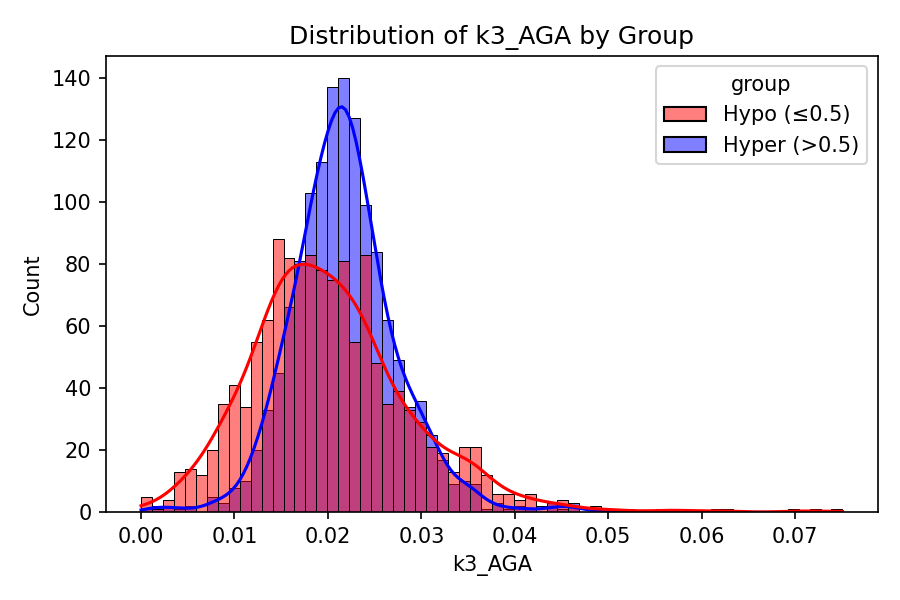 Distribution of k3_AGA by Group
group
Hypo (≤0.5)
Hyper (>0.5)
Count
140
120
100
80
60
40
20
0
0.00 0.01 0.02 0.03 0.04 0.05 0.06 0.07
k3_AGA